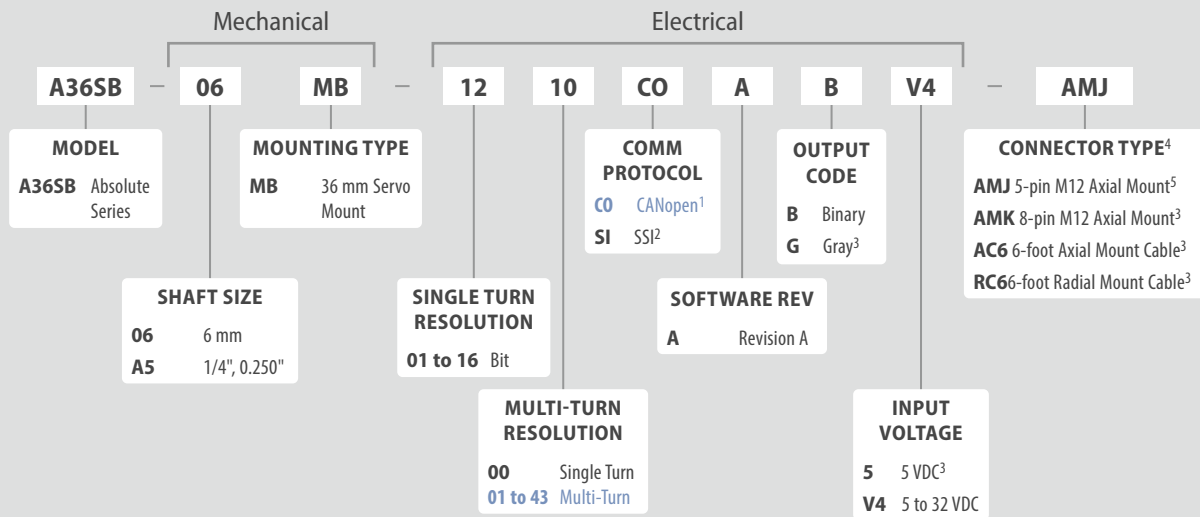 Mechanical
Electrical
A36SB – 06 MB – 12 10 CO A B V4 – AMJ
MODEL
A36SB Absolute
Series
MOUNTING TYPE
MB 36 mm Servo
Mount
COMM
PROTOCOL
CO CANopen¹
SI SSI²
OUTPUT
CODE
B Binary
G Gray³
CONNECTOR TYPE⁴
AMJ 5-pin M12 Axial Mount⁵
AMK 8-pin M12 Axial Mount³
AC6 6-foot Axial Mount Cable³
RC66-foot Radial Mount Cable³
SHAFT SIZE
06 6 mm
A5 1/4", 0.250"
SINGLE TURN
RESOLUTION
01 to 16 Bit
SOFTWARE REV
A Revision A
MULTI-TURN
RESOLUTION
00 Single Turn
01 to 43 Multi-Turn
INPUT
VOLTAGE
5 5 VDC³
V4 5 to 32 VDC